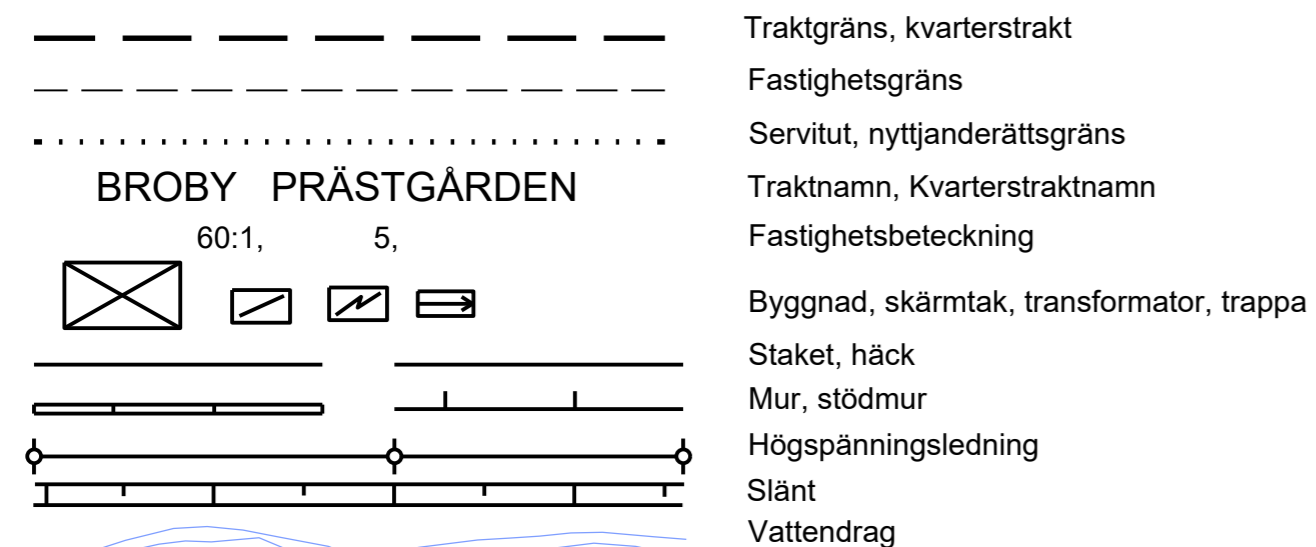 Traktgräns, kvarterstrakt
Fastighetsgräns
Servitut, nyttjanderättsgräns
BROBY PRÄSTGÅRDEN Traktnamn, Kvarterstraktnamn
60:1, 5, Fastighetsbeteckning
Byggnad, skärmtak, transformator, trappa
Staket, häck
Mur, stödmur
Högspänningsledning
Slänt
Vattendrag